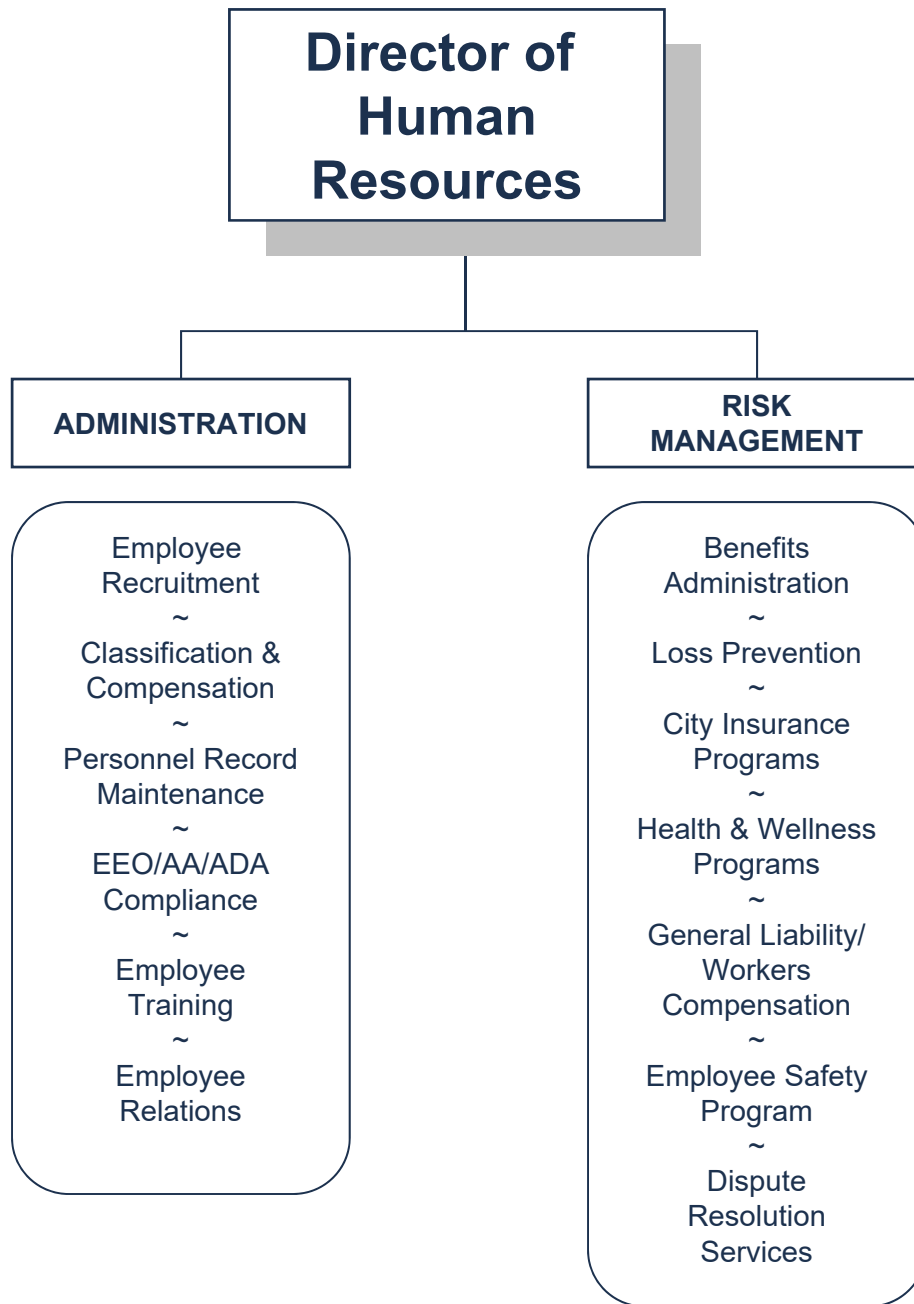 Director of
Human
Resources
ADMINISTRATION
RISK
MANAGEMENT
Employee
Recruitment
~
Classification &
Compensation
~
Personnel Record
Maintenance
~
EEO/AA/ADA
Compliance
~
Employee
Training
~
Employee
Relations
Benefits
Administration
~
Loss Prevention
~
City Insurance
Programs
~
Health & Wellness
Programs
~
General Liability/
Workers
Compensation
~
Employee Safety
Program
~
Dispute
Resolution
Services